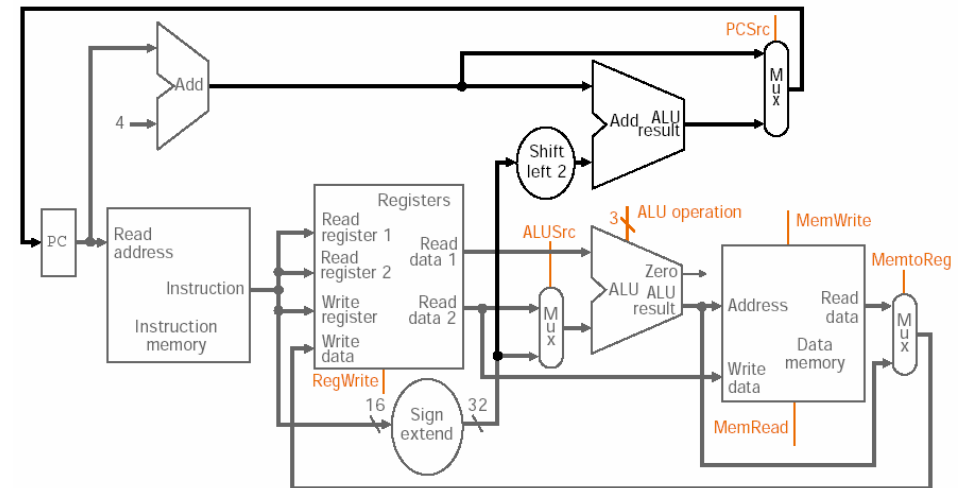 PCSrc
Add
4
M
u
x
Add
ALU
result
Shift
left 2
PC
Read
address
Instruction
Instruction
memory
Registers
Read
register 1
Read
register 2
Write
register
Write
data
Read
data 1
Read
data 2
RegWrite
16
Sign
extend
32
ALUSrc
M
u
x
3
ALU operation
Zero
ALU
ALU
result
MemWrite
Address
Read
data
Data
memory
Write
data
MemRead
MemtoReg
M
u
x